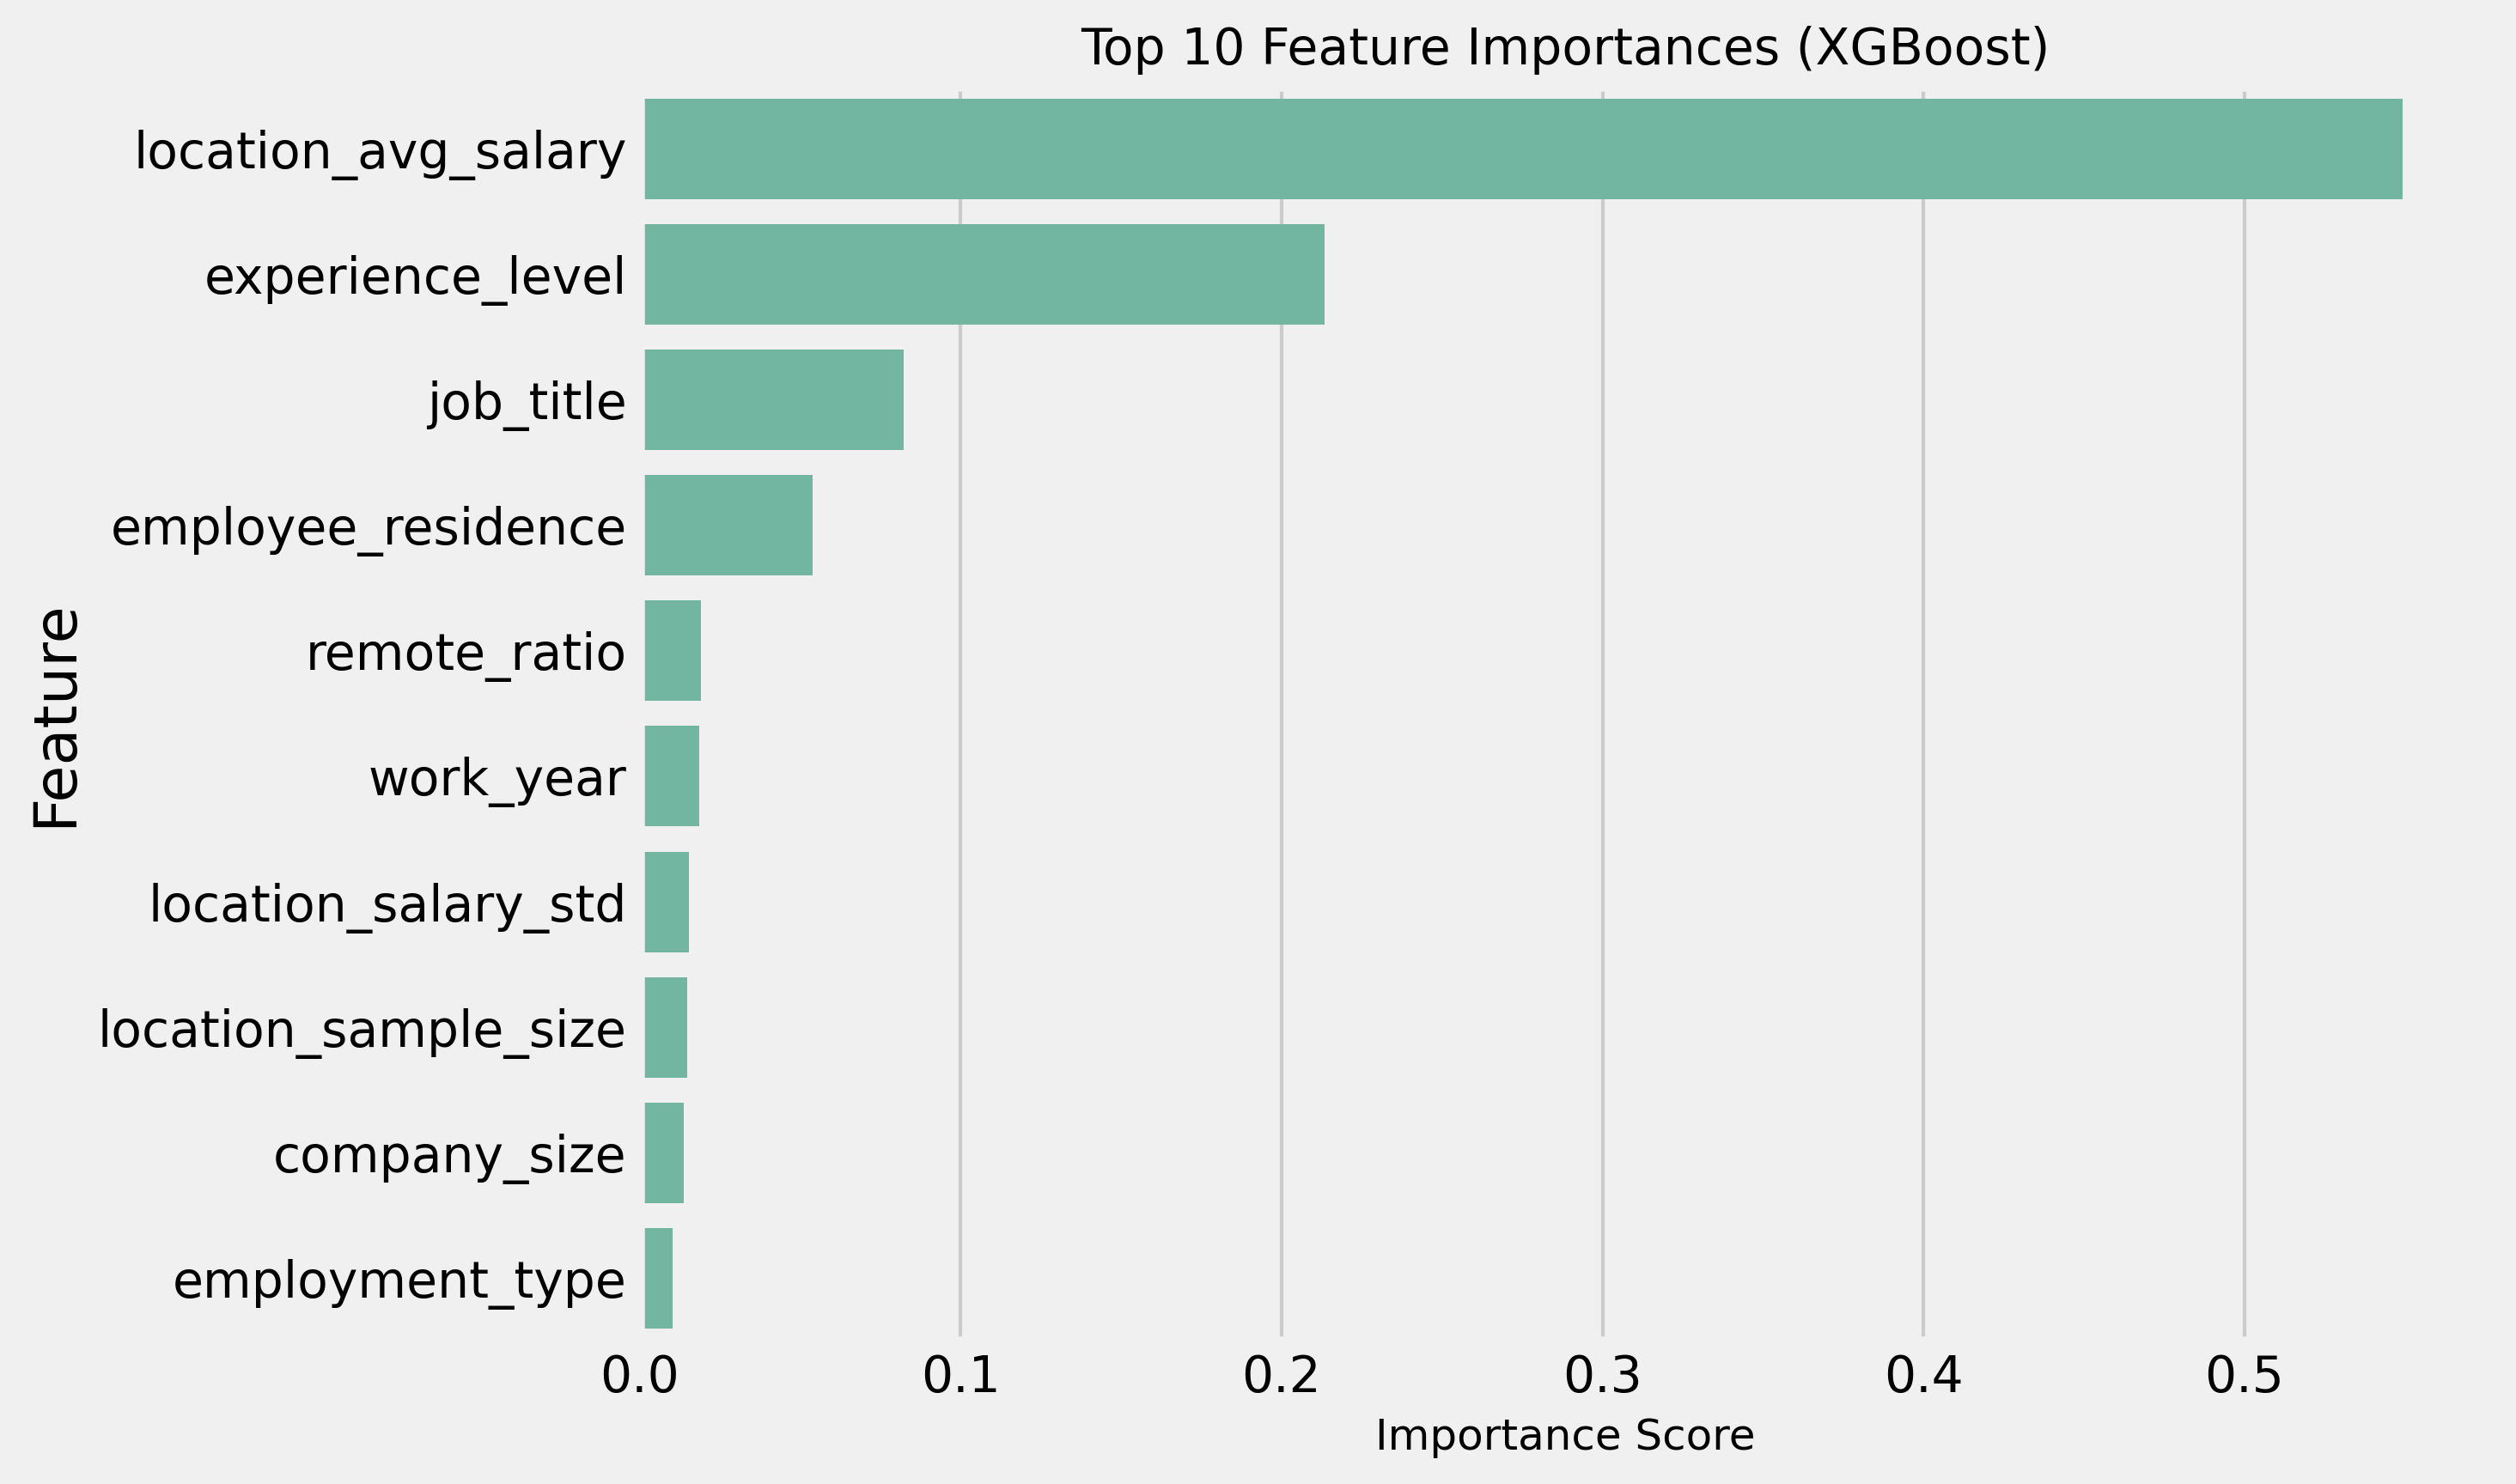 Top 10 Feature Importances (XGBoost)
Feature
location_avg_salary
experience_level
job_title
employee_residence
remote_ratio
work_year
location_salary_std
location_sample_size
company_size
employment_type
0.0 0.1 0.2 0.3 0.4 0.5
Importance Score